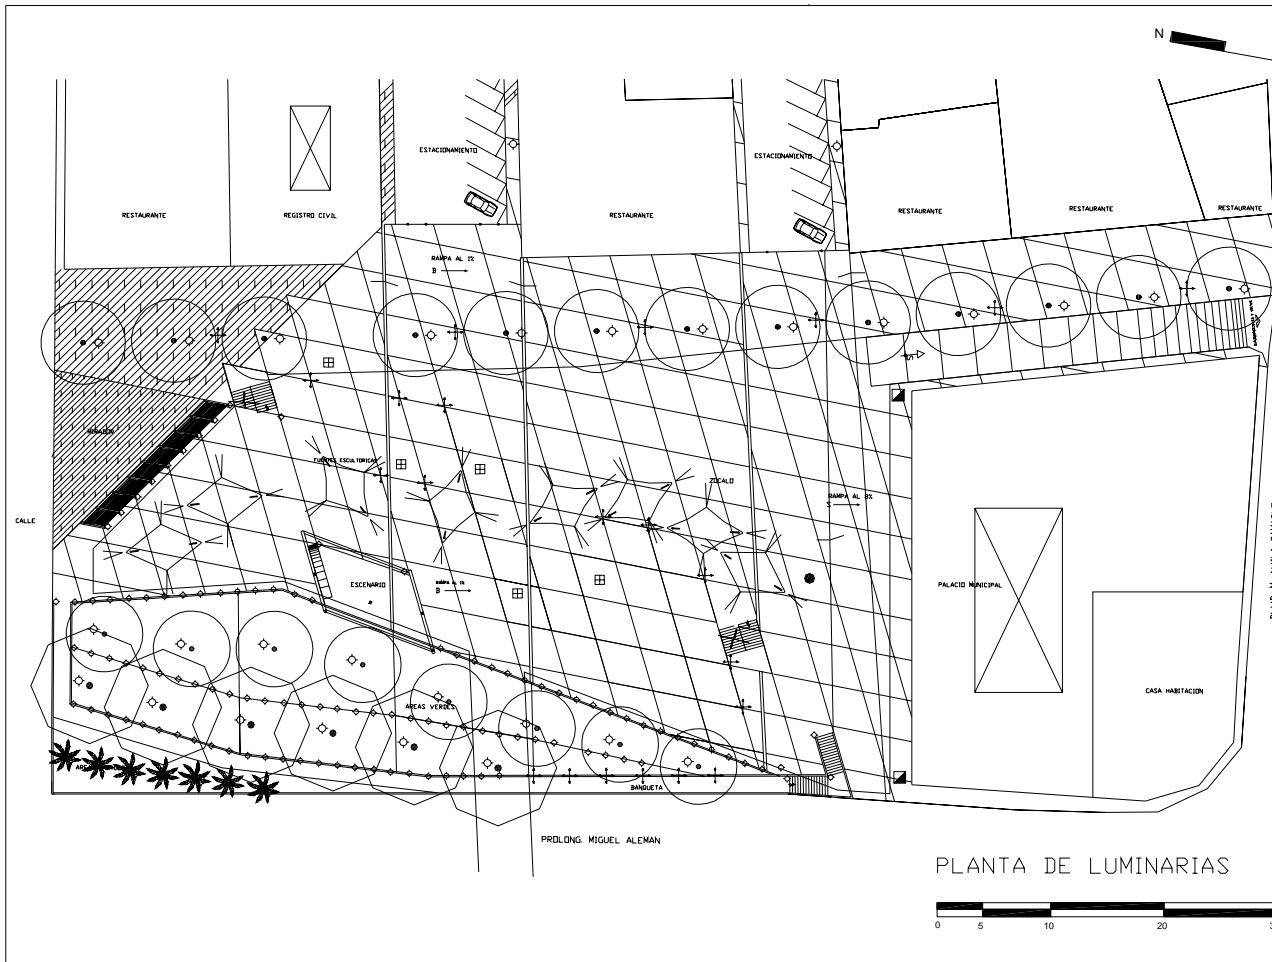 N
ESTACIONAMIENTO
ESTACIONAMIENTO
RESTAURANTE
REGISTRO CIVIL
RESTAURANTE
RESTAURANTE
RESTAURANTE
RESTAURANTE
RAMPA AL 1%
B
S
MIRADOR
FUENTES ESCULTORICAS
ZOCALO
RAMPA AL 8%
S
CALLE
ESCENARIO
RAMPA AL 1%
B
PALACIO MUNICIPAL
CASA HABITACION
AREAS VERDES
BANQUETA
PROLONG. MIGUEL ALEMAN
PLANTA DE LUMINARIAS
0 5 10 20